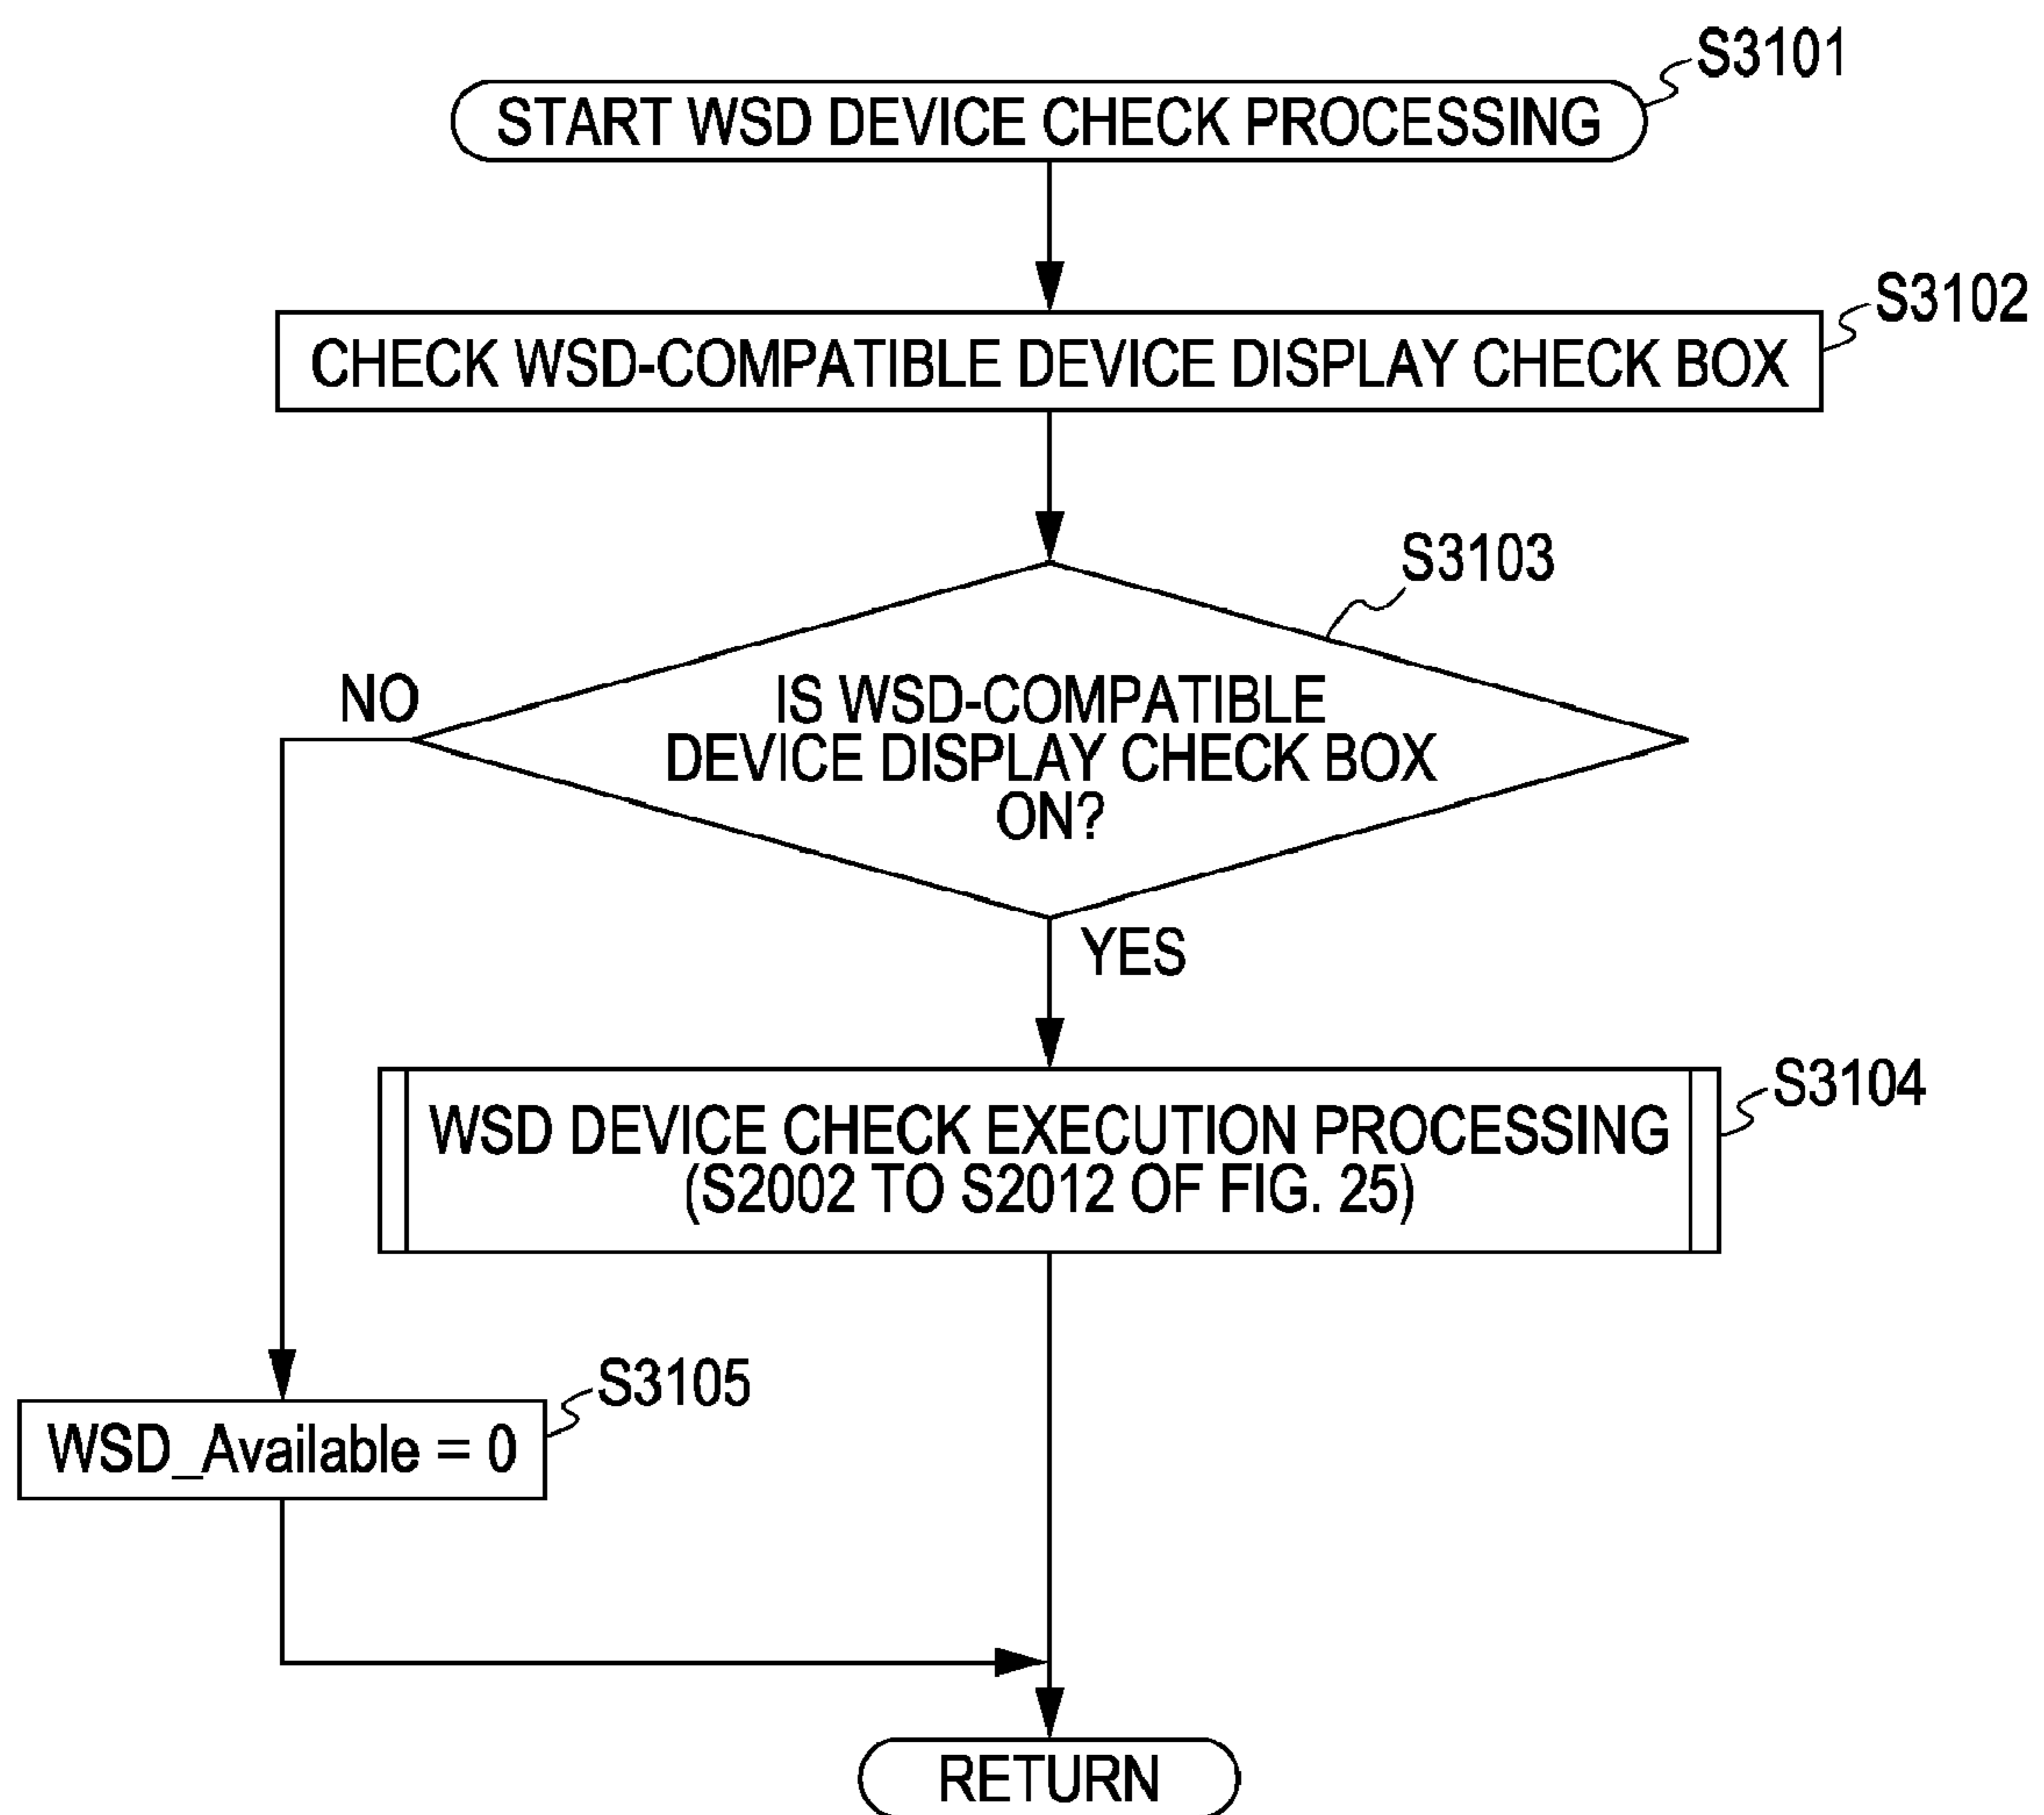 S3101
START WSD DEVICE CHECK PROCESSING
S3102
CHECK WSD-COMPATIBLE DEVICE DISPLAY CHECK BOX
S3103
NO
IS WSD-COMPATIBLE
DEVICE DISPLAY CHECK BOX
ON?
YES
S3104
WSD DEVICE CHECK EXECUTION PROCESSING
(S2002 TO S2012 OF FIG. 25)
S3105
WSD_Available = 0
RETURN